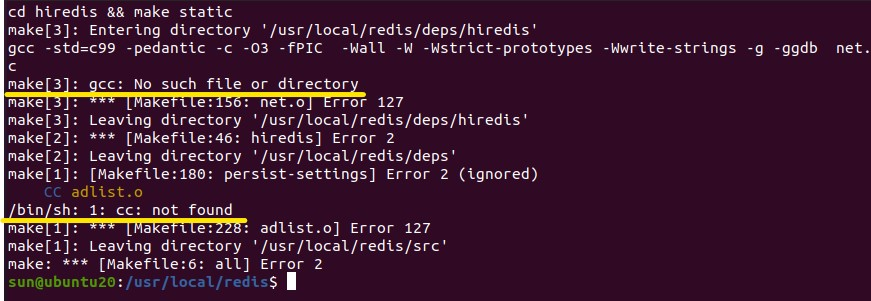 cd hiredis && make static
make[3]: Entering directory '/usr/local/redis/deps/hiredis'
gcc -std=c99 -pedantic -c -O3 -fPIC  -Wall -W -Wstrict-prototypes -Wwrite-strings -g -ggdb  net.
c
make[3]: gcc: No such file or directory
make[3]: *** [Makefile:156: net.o] Error 127
make[3]: Leaving directory '/usr/local/redis/deps/hiredis'
make[2]: *** [Makefile:46: hiredis] Error 2
make[2]: Leaving directory '/usr/local/redis/deps'
make[1]: [Makefile:180: persist-settings] Error 2 (ignored)
    CC adlist.o
/bin/sh: 1: cc: not found
make[1]: *** [Makefile:228: adlist.o] Error 127
make[1]: Leaving directory '/usr/local/redis/src'
make: *** [Makefile:6: all] Error 2
sun@ubuntu20:/usr/local/redis$